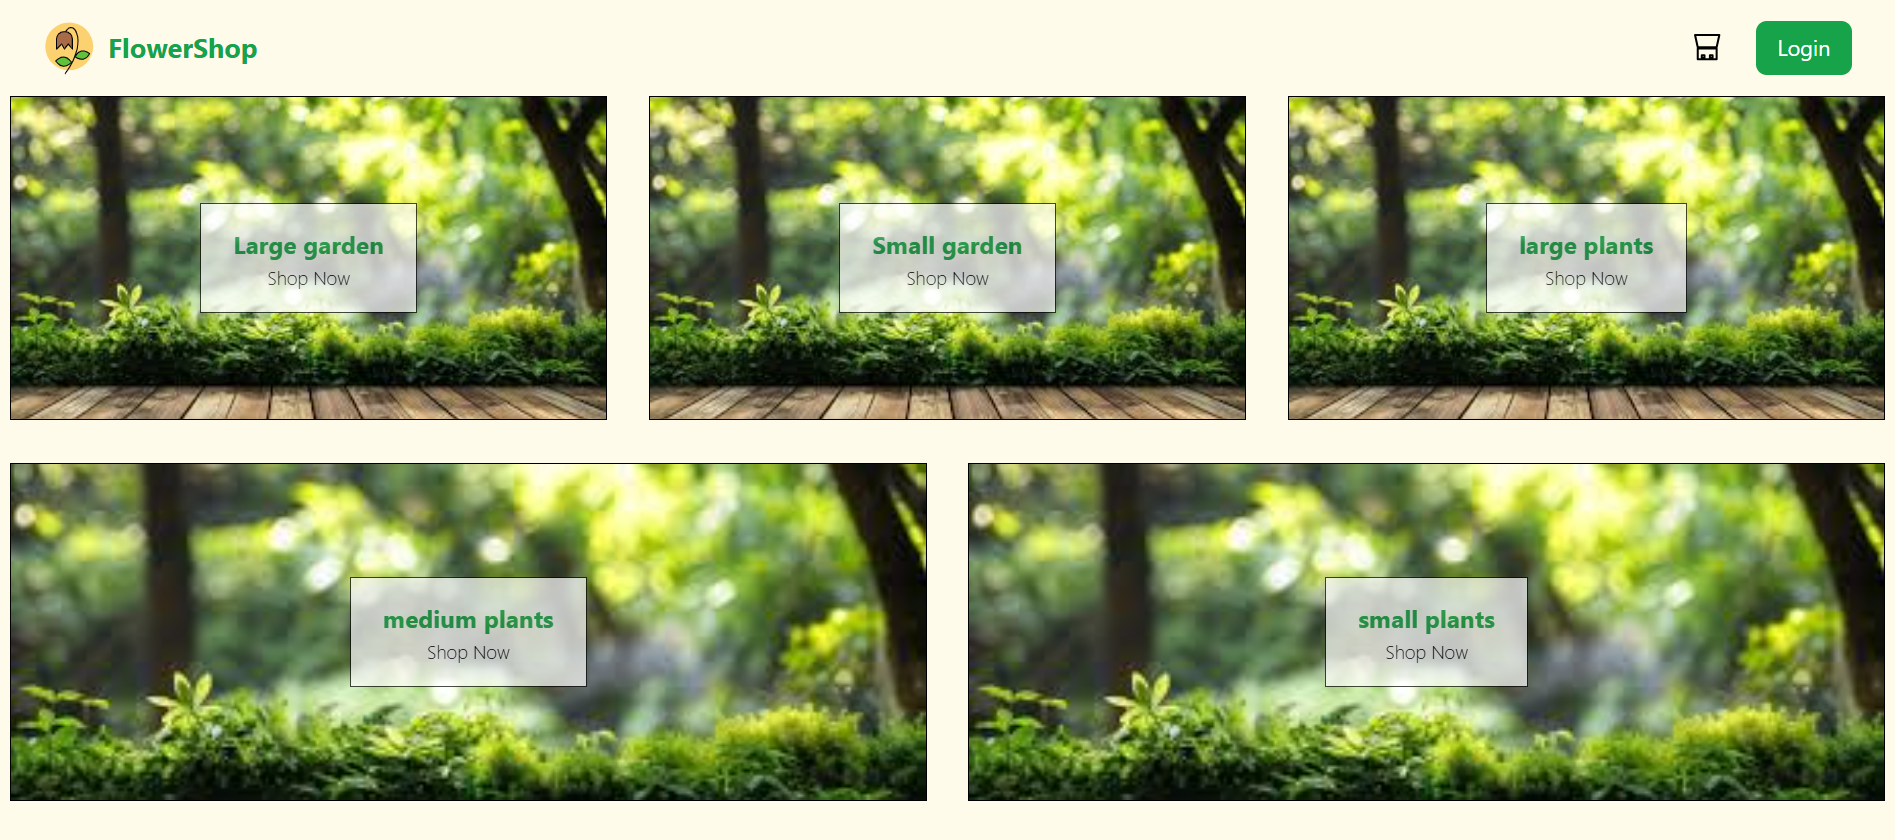 FlowerShop
Login
Large garden
Shop Now
Small garden
Shop Now
large plants
Shop Now
medium plants
Shop Now
small plants
Shop Now